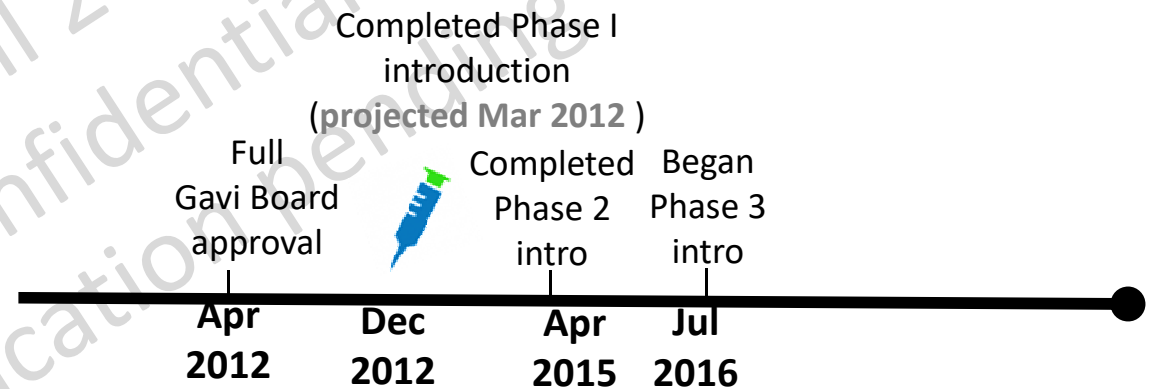 Completed Phase I
introduction
(projected Mar 2012 )
Full
Gavi Board
approval
Completed
Phase 2
intro
Began
Phase 3
intro
Apr
2012
Dec
2012
Apr
2015
Jul
2016
pending